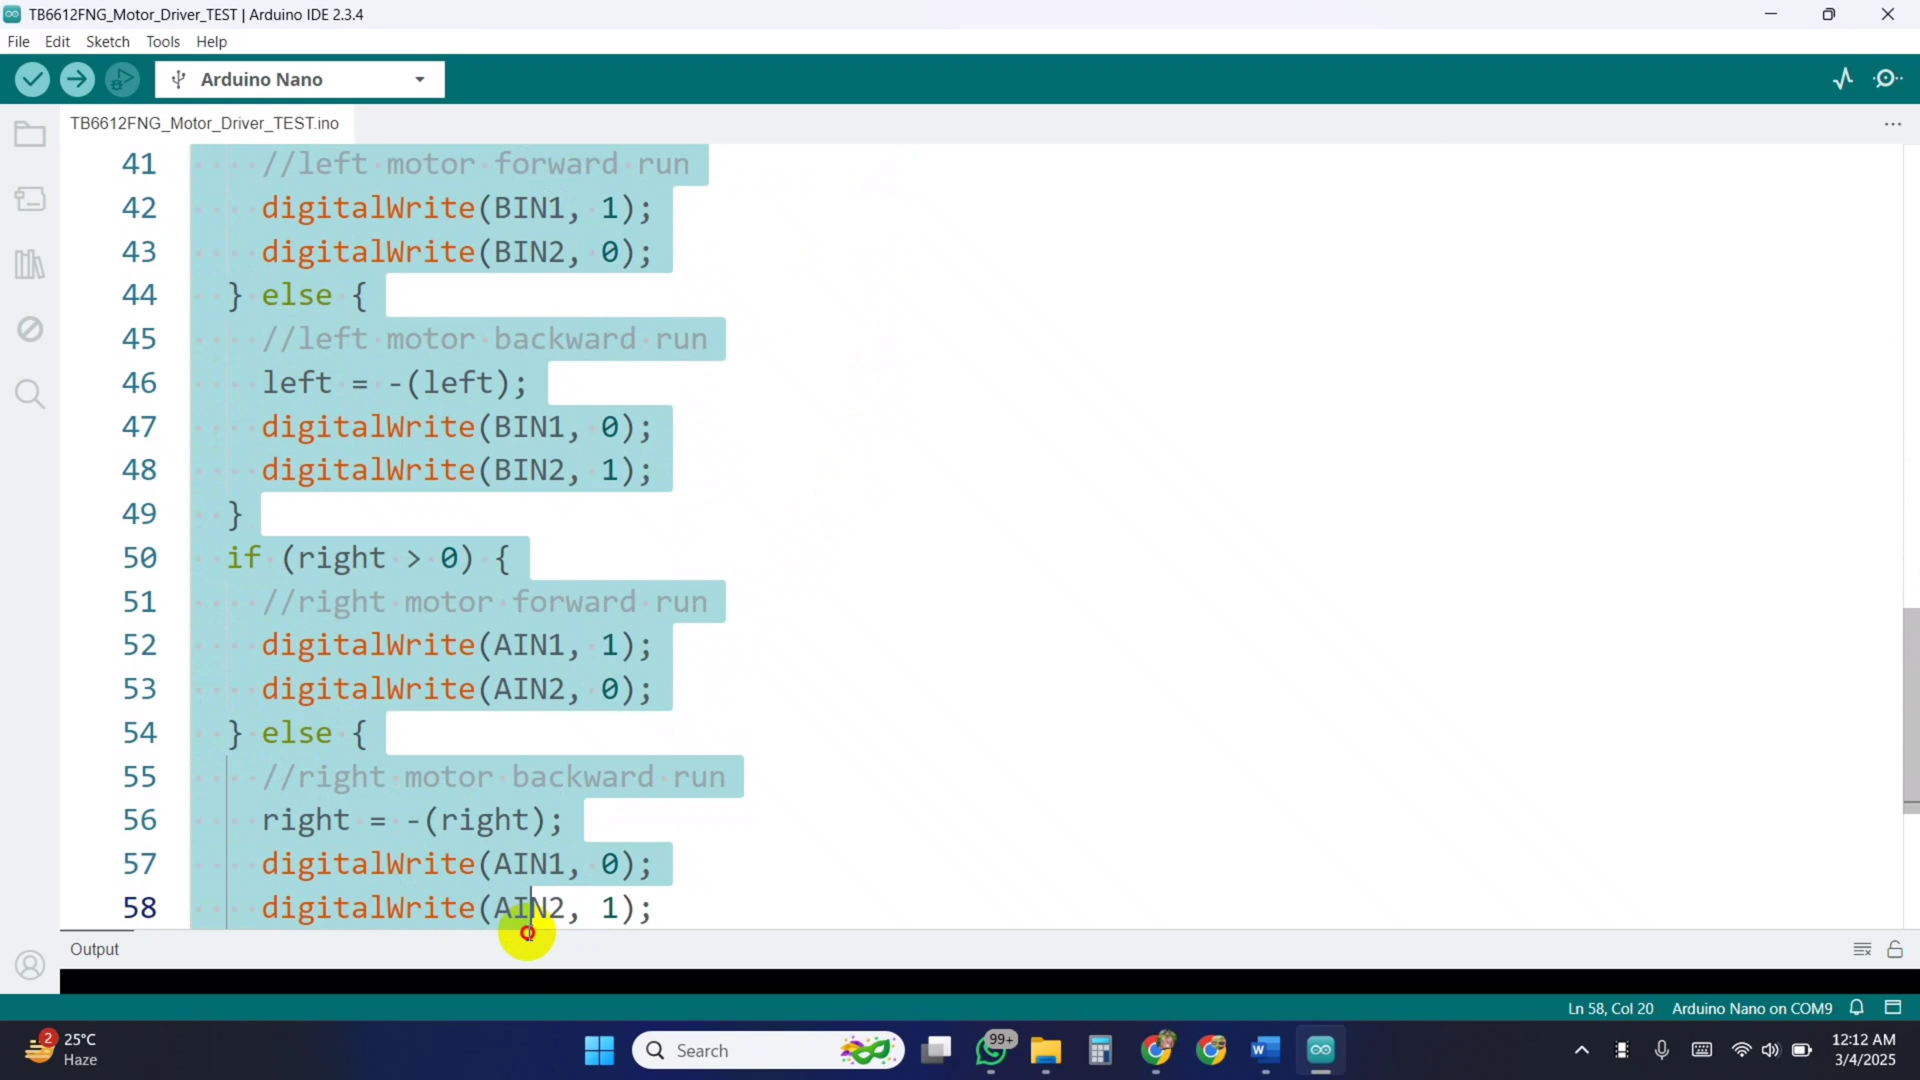 TB6612FNG_Motor_Driver_TEST | Arduino IDE 2.3.4
File Edit Sketch Tools Help
Arduino Nano
TB6612FNG_Motor_Driver_TEST.ino
41 //left motor forward run
42 digitalWrite(BIN1, 1);
43 digitalWrite(BIN2, 0);
44 } else {
45 //left motor backward run
46 left = -(left);
47 digitalWrite(BIN1, 0);
48 digitalWrite(BIN2, 1);
49 }
50 if (right > 0) {
51 //right motor forward run
52 digitalWrite(AIN1, 1);
53 digitalWrite(AIN2, 0);
54 } else {
55 //right motor backward run
56 right = -(right);
57 digitalWrite(AIN1, 0);
58 digitalWrite(AIN2, 1);
Output
Ln 58, Col 20 Arduino Nano on COM9
2
25°C
Haze
Search
99+
W
12:12 AM
3/4/2025